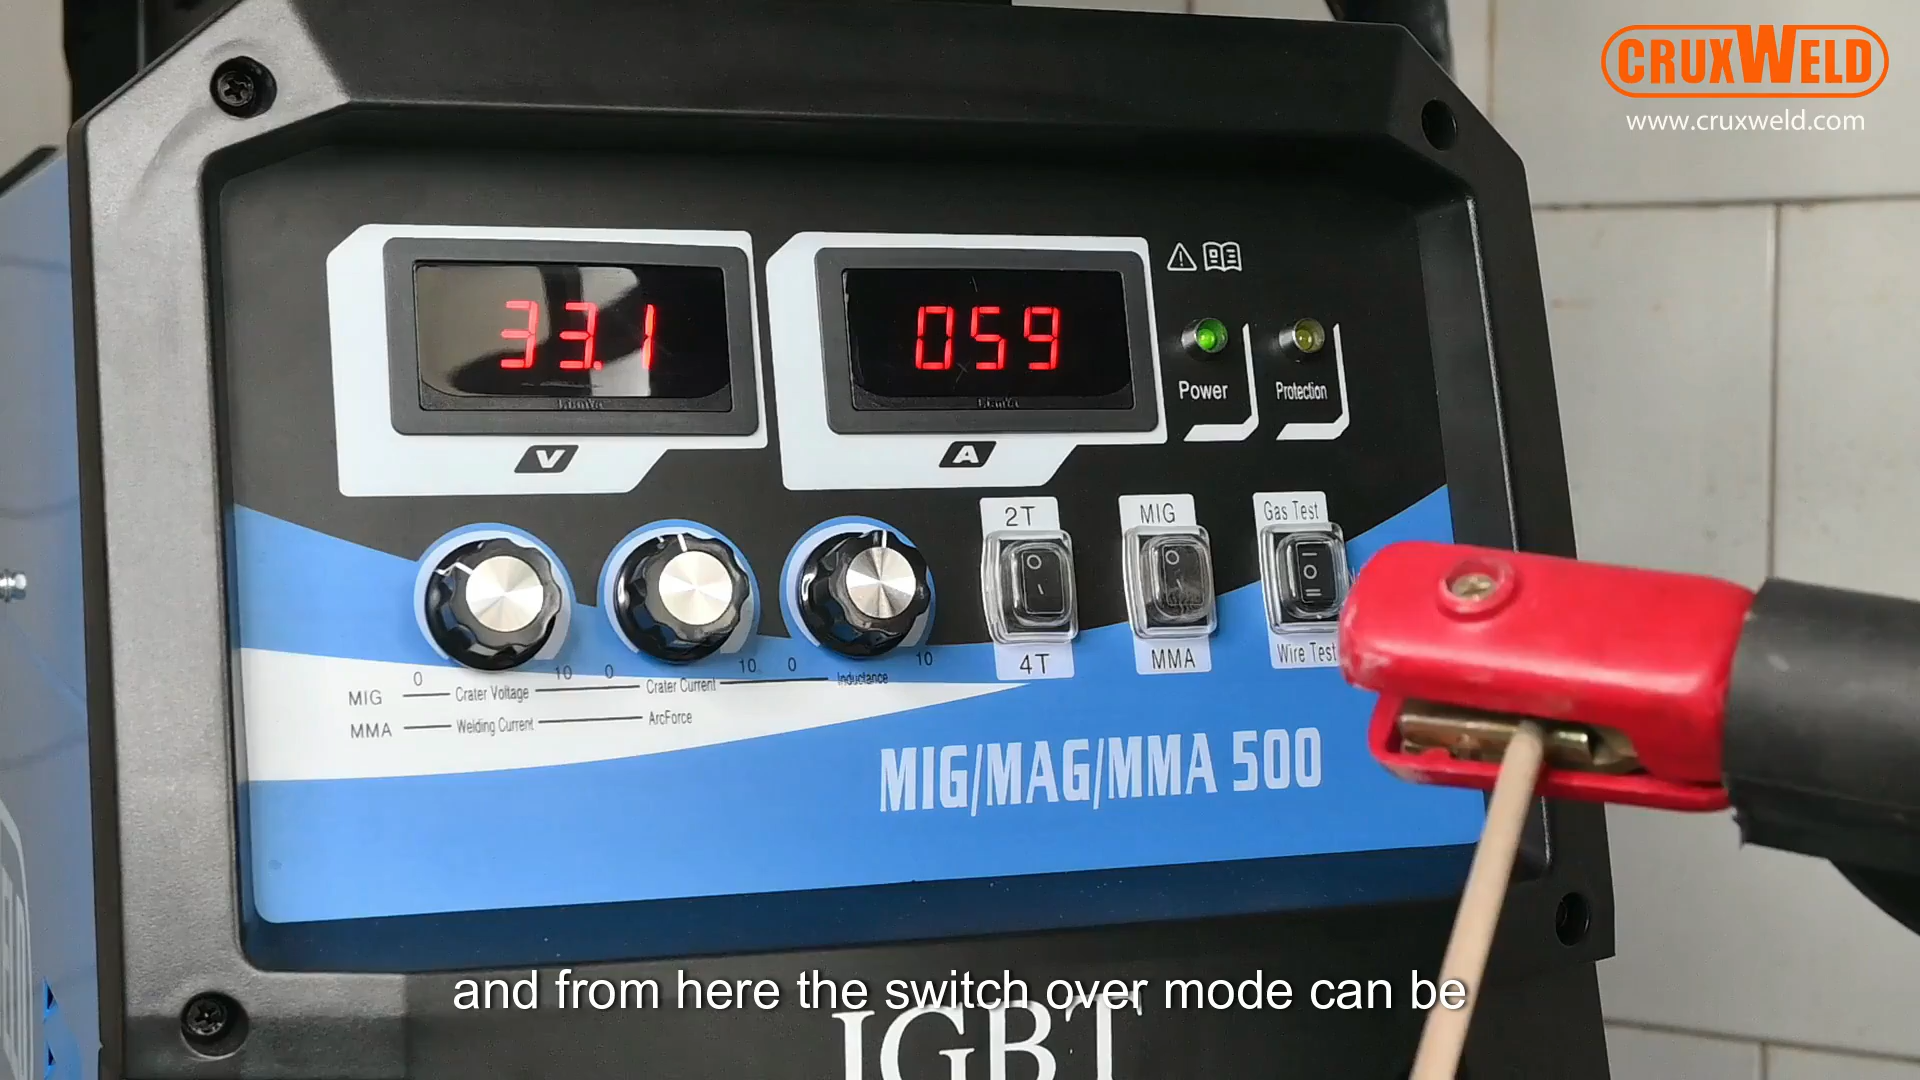 CRUXWELD
www.cruxweld.com
33.1
059
V
A
Power
Protection
2T
MIG
Gas Test
4T
MMA
Wire Test
0 10 0 10 0 10
MIG Crater Voltage Crater Current Inductance
MMA Welding Current ArcForce
MIG/MAG/MMA 500
and from here the switch over mode can be
IGBT